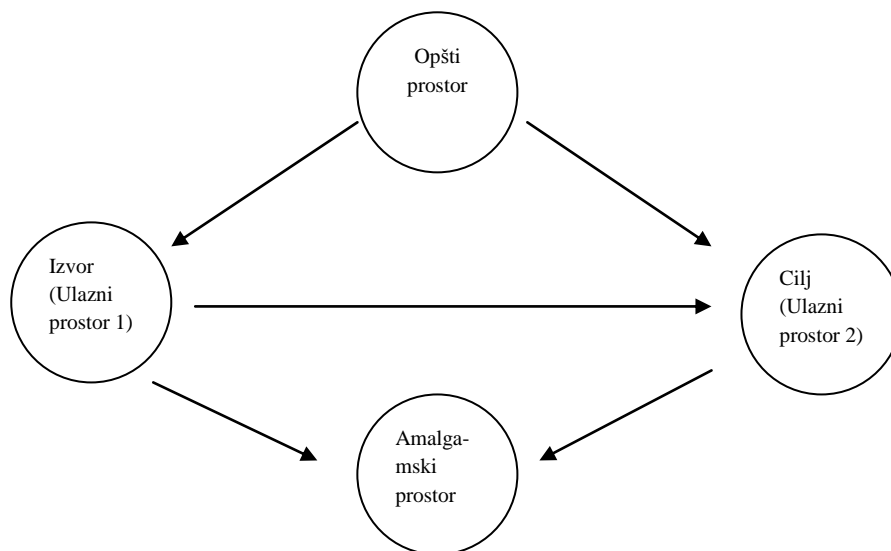 Opšti
prostor
Izvor
(Ulazni
prostor 1)
Cilj
(Ulazni
prostor 2)
Amalga-
mski
prostor